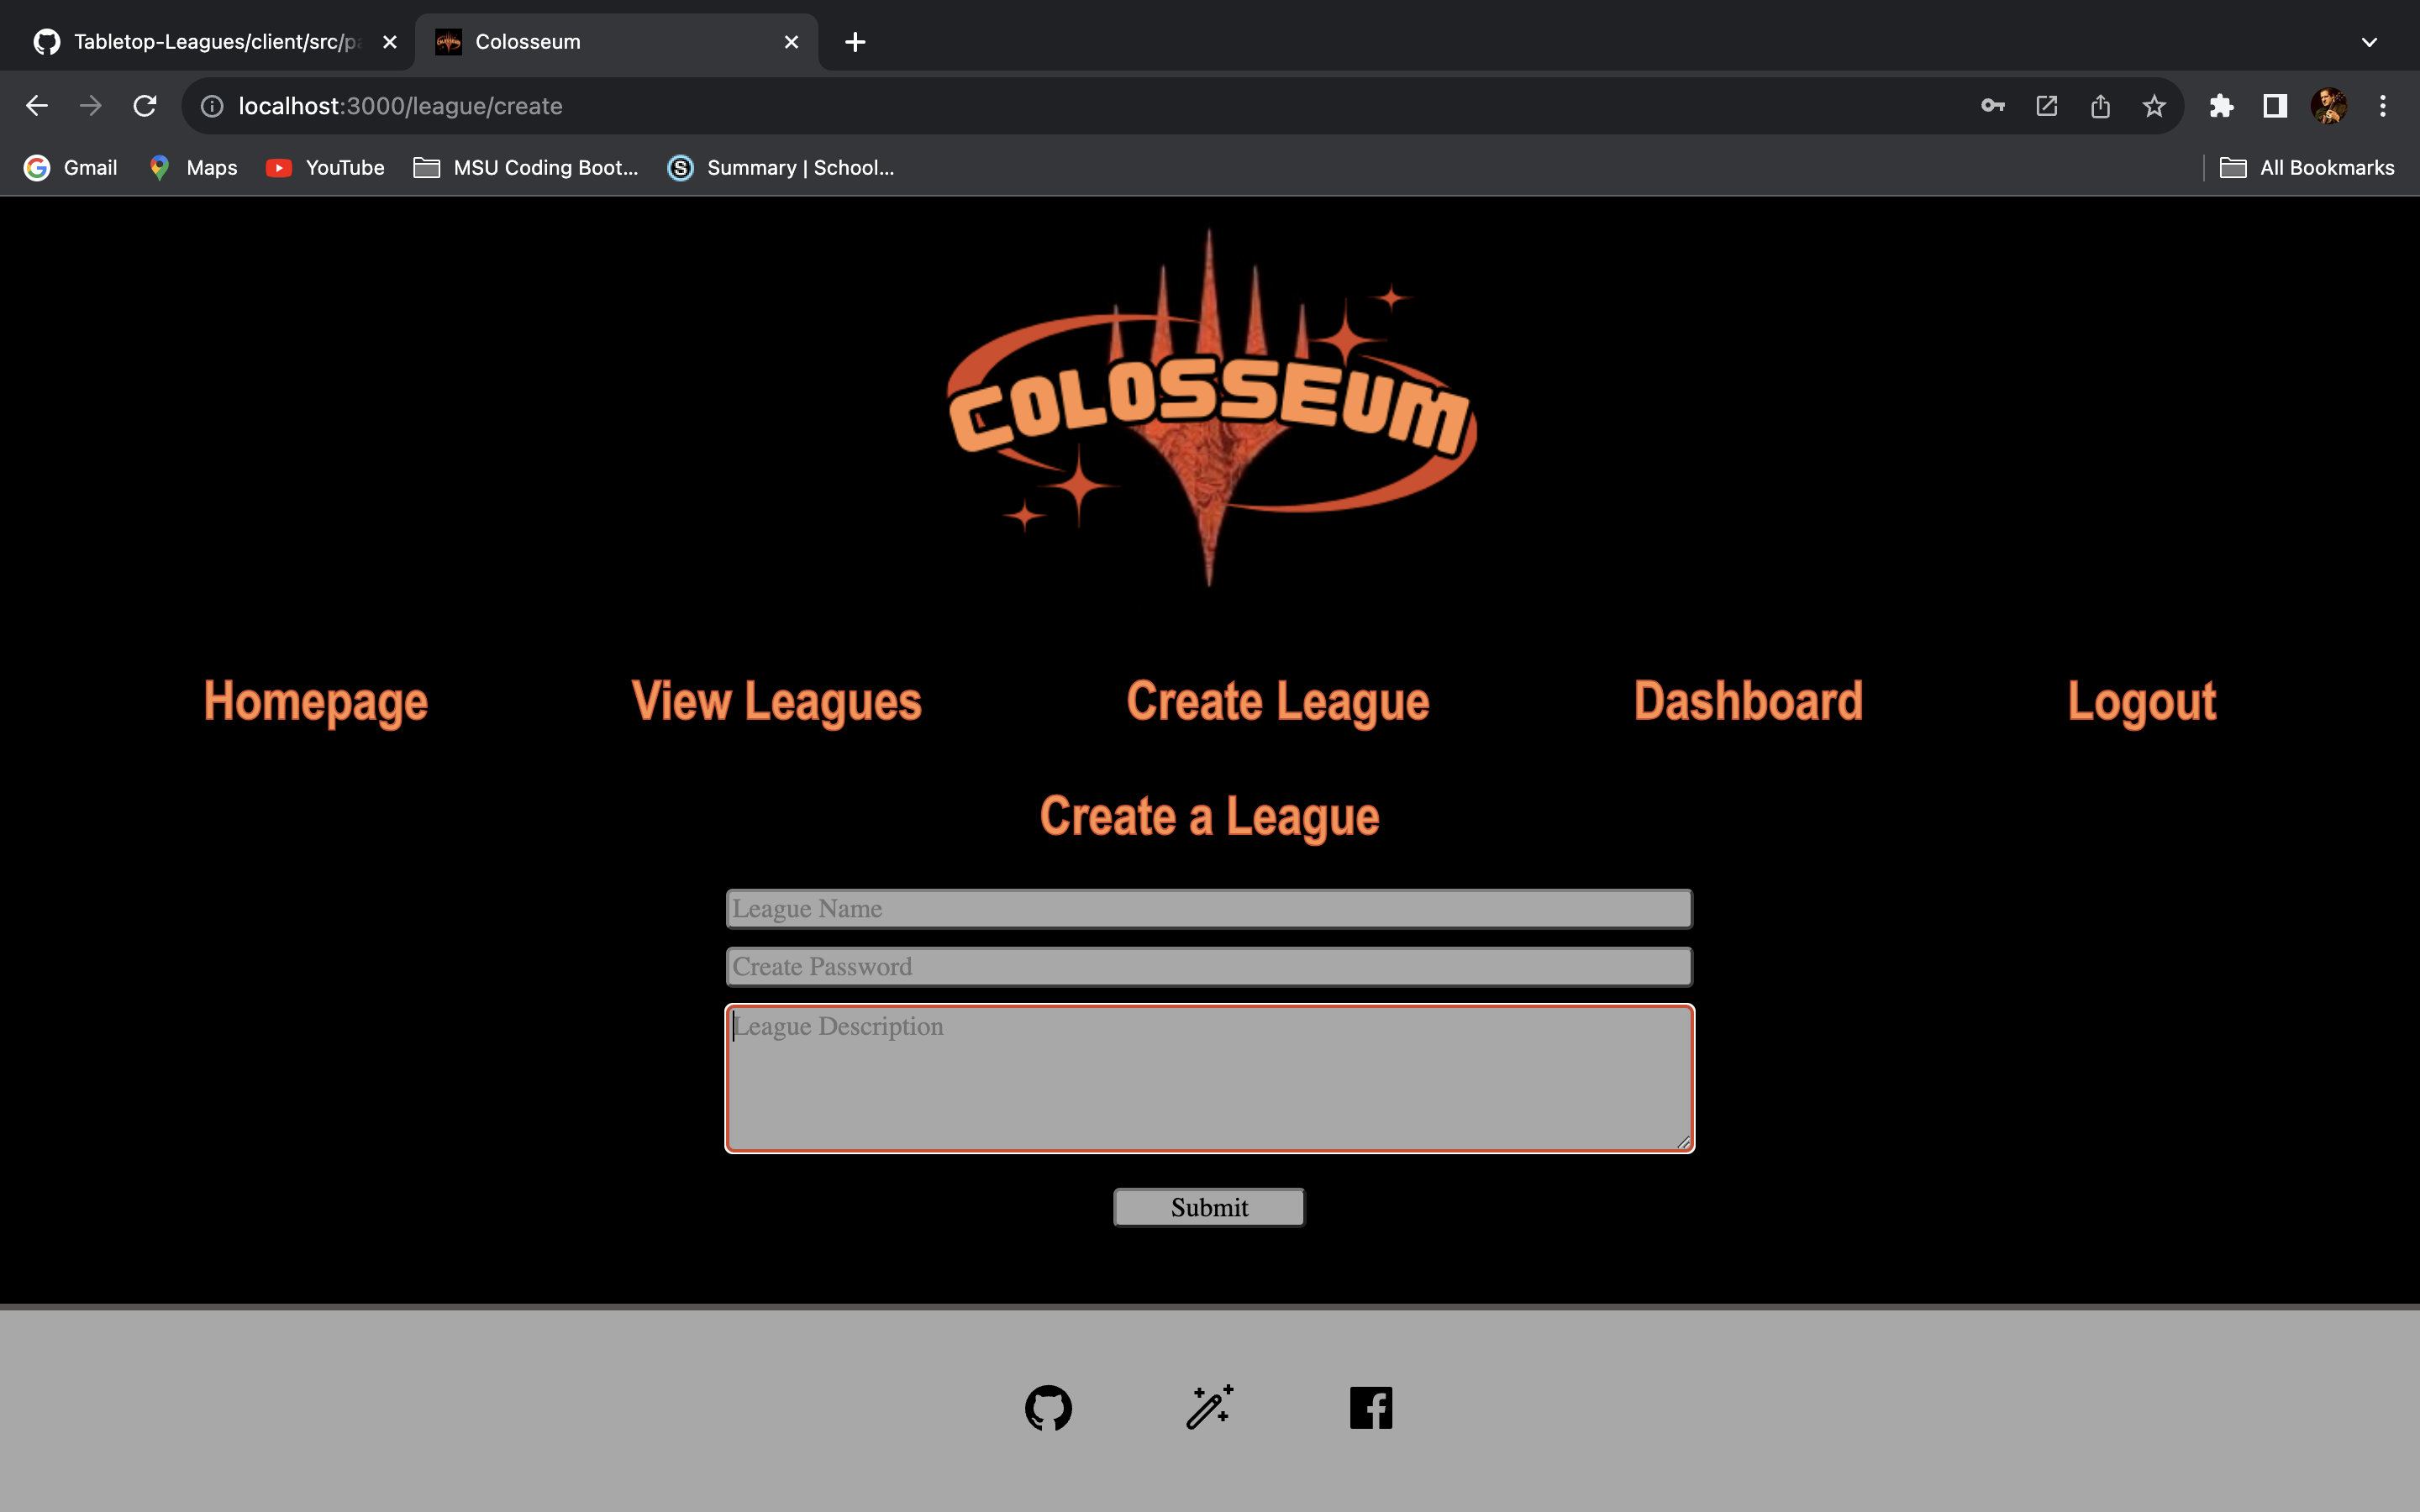 Tabletop-Leagues/client/src/pa
Colosseum
localhost:3000/league/create
Gmail
Maps
YouTube
MSU Coding Boot...
Summary | School...
All Bookmarks
COLOSSEUM
Homepage
View Leagues
Create League
Dashboard
Logout
Create a League
League Name
Create Password
League Description
Submit